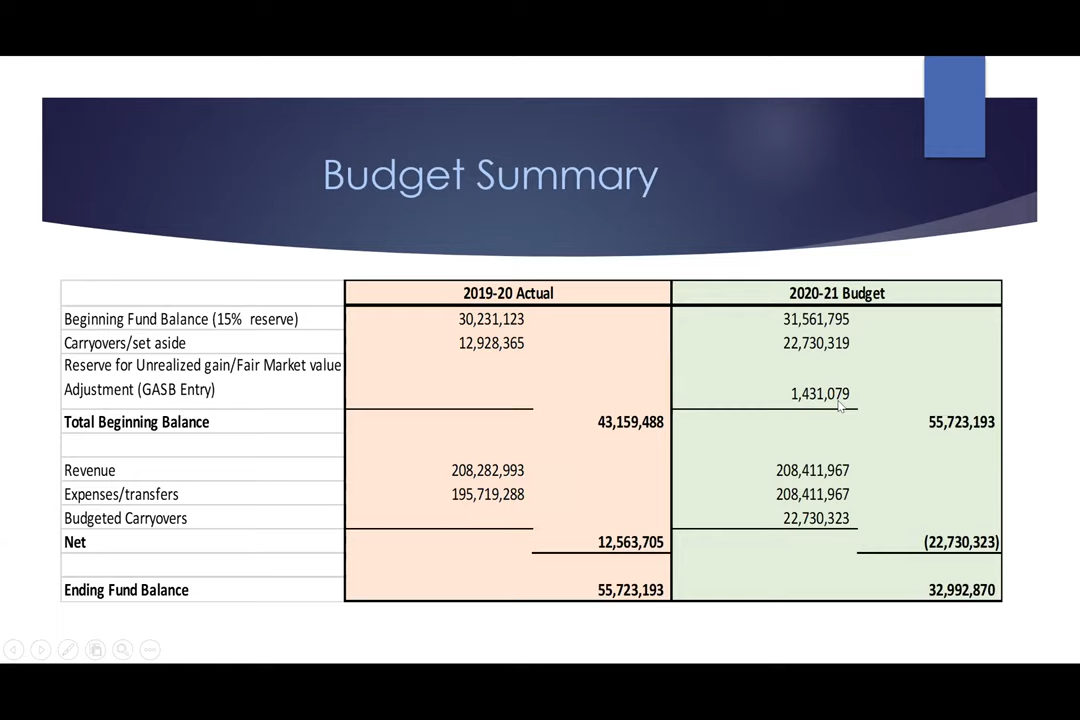 Budget Summary
2019-20 Actual 2020-21 Budget
Beginning Fund Balance (15% reserve) 30,231,123 31,561,795
Carryovers/set aside 12,928,365 22,730,319
Reserve for Unrealized gain/Fair Market value
Adjustment (GASB Entry) 1,431,079
Total Beginning Balance 43,159,488 55,723,193
Revenue 208,282,993 208,411,967
Expenses/transfers 195,719,288 208,411,967
Budgeted Carryovers 22,730,323
Net 12,563,705 (22,730,323)
Ending Fund Balance 55,723,193 32,992,870